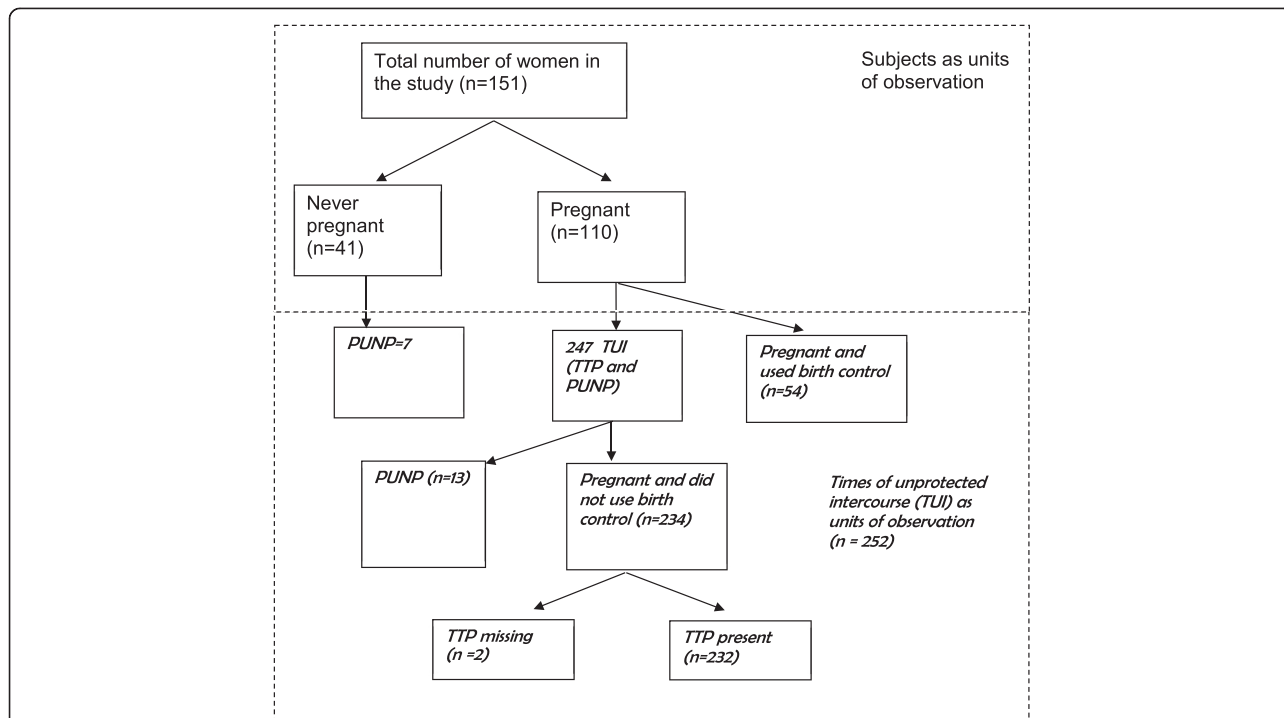 Total number of women in
the study (n=151)
Subjects as units
of observation
Never
pregnant
(n=41)
Pregnant
(n=110)
PUNP=7
247 TUI
(TTP and
PUNP)
Pregnant and
used birth control
(n=54)
PUNP (n=13)
Pregnant and did
not use birth
control (n=234)
Times of unprotected
intercourse (TUI) as
units of observation
(n = 252)
TTP missing
(n =2)
TTP present
(n=232)